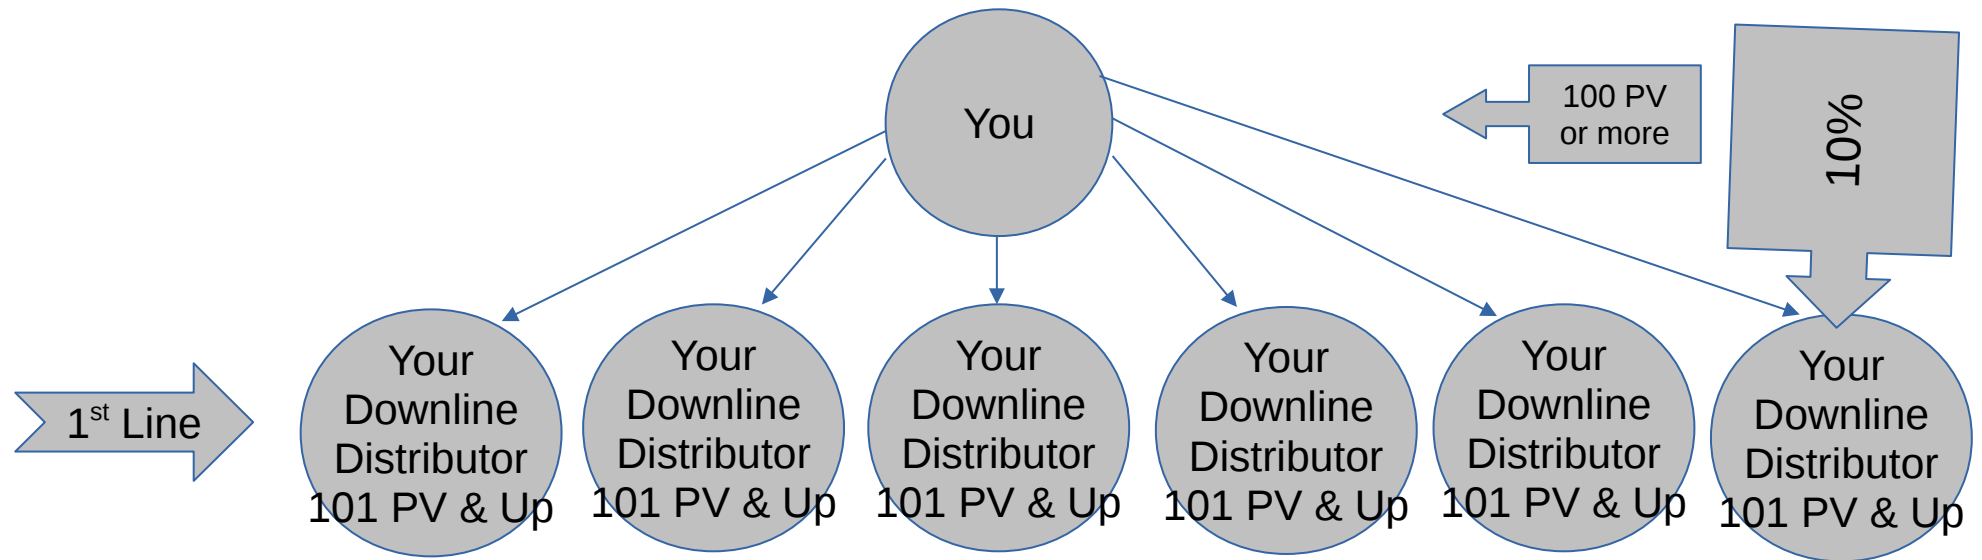 You
100 PV
or more
10%
1st Line
Your
Downline
Distributor
101 PV & Up
Your
Downline
Distributor
101 PV & Up
Your
Downline
Distributor
101 PV & Up
Your
Downline
Distributor
101 PV & Up
Your
Downline
Distributor
101 PV & Up
Your
Downline
Distributor
101 PV & Up